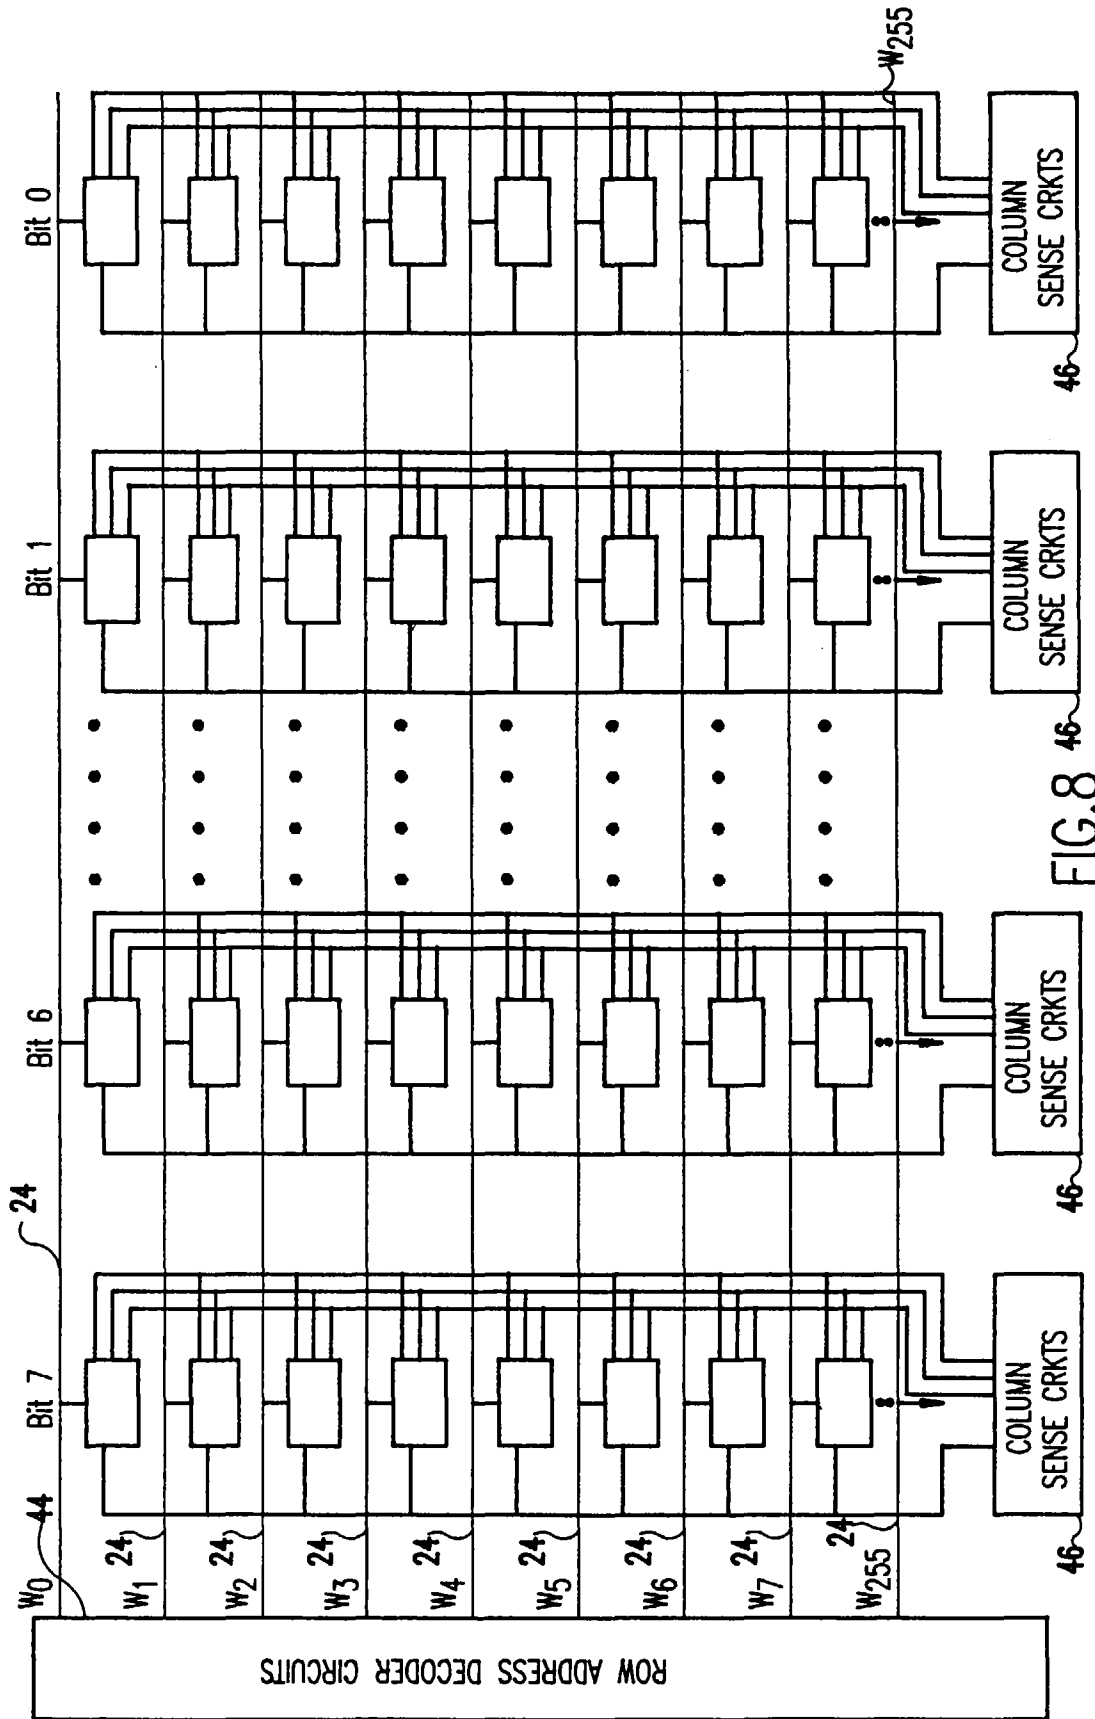 Bit 7
Bit 6
Bit 1
Bit 0
44
24
W0
W1
24
W2
24
W3
24
W4
24
W5
24
W6
24
W7
24
W255
24
W255
ROW ADDRESS DECODER CIRCUITS
COLUMN
SENSE CRKTS
46
COLUMN
SENSE CRKTS
46
COLUMN
SENSE CRKTS
46
COLUMN
SENSE CRKTS
46
FIG.8